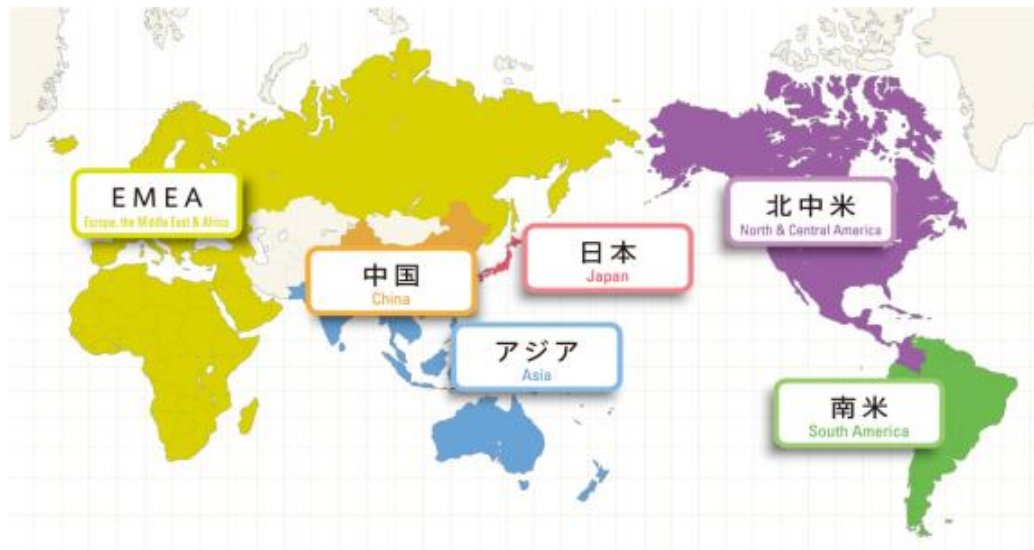 EMEA
Europe, the Middle East & Africa
中国
China
日本
Japan
アジア
Asia
北中米
North & Central America
南米
South America